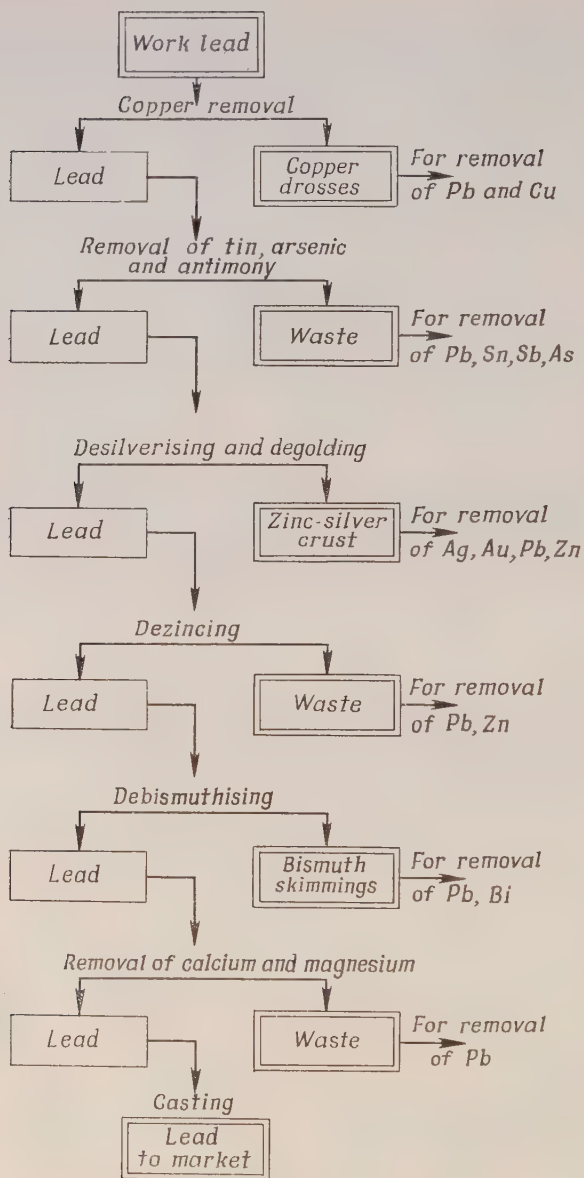 Work lead
Copper removal
Lead
Copper
drosses
For removal
of Pb and Cu
Removal of tin, arsenic
and antimony
Lead
Waste
For removal
of Pb, Sn, Sb, As
Desilverising and degolding
Lead
Zinc-silver
crust
For removal
of Ag, Au, Pb, Zn
Dezincing
Lead
Waste
For removal
of Pb, Zn
Debismuthising
Lead
Bismuth
skimmings
For removal
of Pb, Bi
Removal of calcium and magnesium
Lead
Waste
For removal
of Pb
Casting
Lead
to market